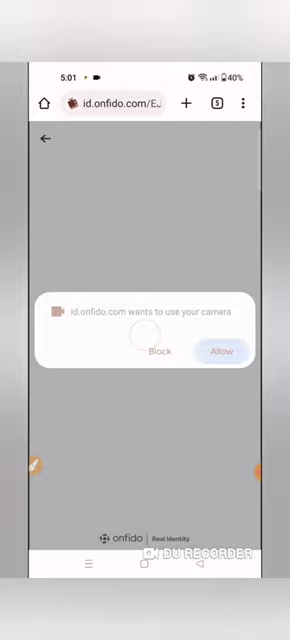 5:01
40%
id.onfido.com/EJ
5
id.onfido.com wants to use your camera
Block
Allow
onfido
Real Identity
DU RECORDER